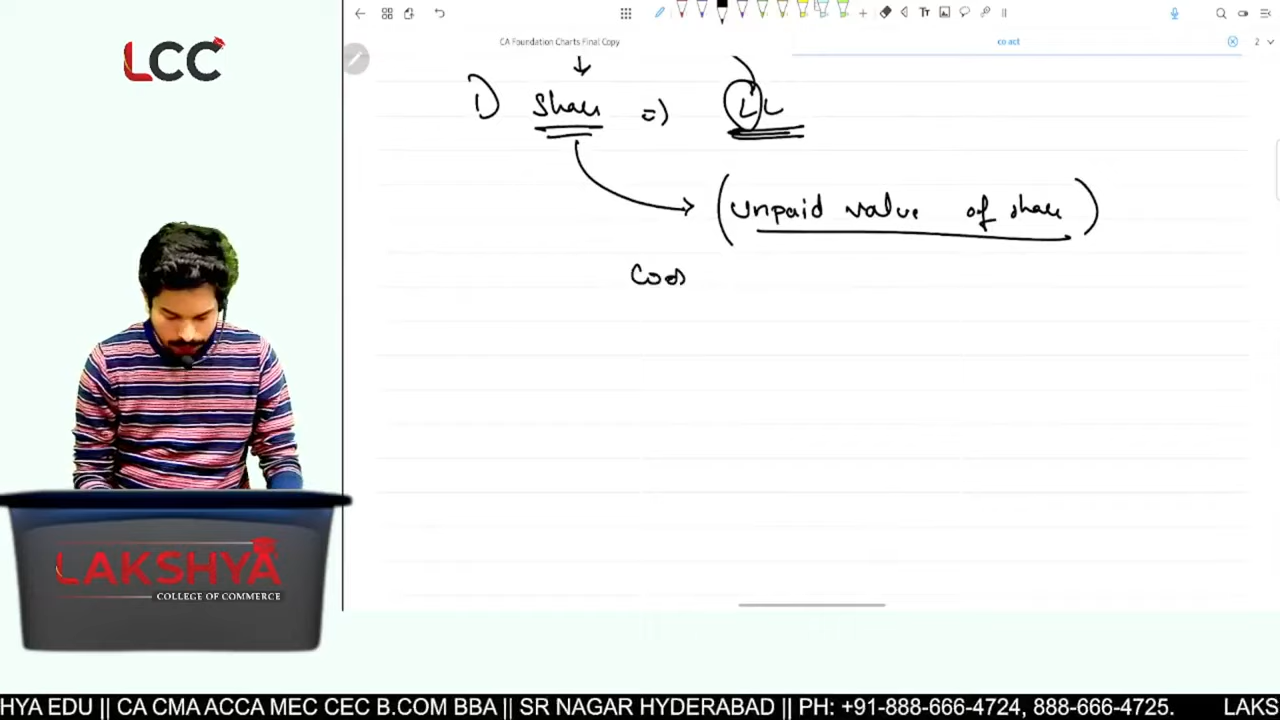 LCC
CA Foundation Charts Final Copy
co act
2
Tт
1) Share => LL
(unpaid value of share)
LAKSHYA
COLLEGE OF COMMERCE
HYA EDU || CA CMA ACCA MEC CEC B.COM BBA || SR NAGAR HYDERABAD || PH: +91-888-666-4724, 888-666-4725. LAKS